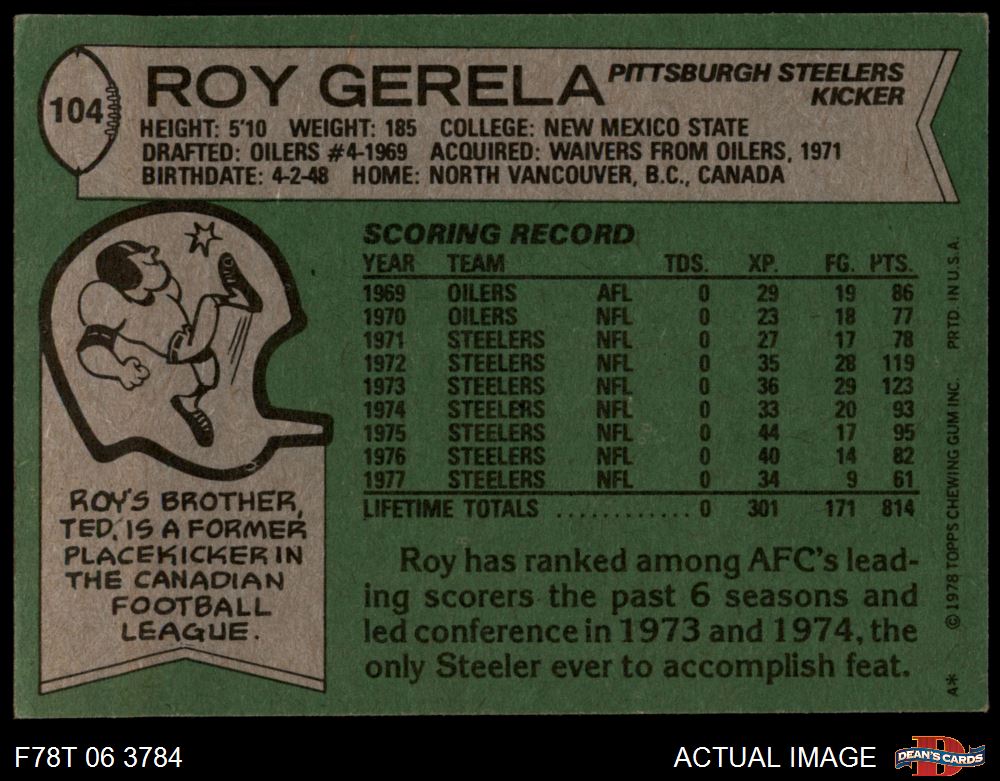 104
ROY GERELA
PITTSBURGH STEELERS
KICKER
HEIGHT: 5'10 WEIGHT: 185 COLLEGE: NEW MEXICO STATE
DRAFTED: OILERS #4-1969 ACQUIRED: WAIVERS FROM OILERS, 1971
BIRTHDATE: 4-2-48 HOME: NORTH VANCOUVER, B.C., CANADA
SCORING RECORD
YEAR TEAM TDS. XP. FG. PTS.
1969 OILERS AFL 0 29 19 86
1970 OILERS NFL 0 23 18 77
1971 STEELERS NFL 0 27 17 78
1972 STEELERS NFL 0 35 28 119
1973 STEELERS NFL 0 36 29 123
1974 STEELERS NFL 0 33 20 93
1975 STEELERS NFL 0 44 17 95
1976 STEELERS NFL 0 40 14 82
1977 STEELERS NFL 0 34 9 61
LIFETIME TOTALS ............ 0 301 171 814
ROY'S BROTHER,
TED, IS A FORMER
PLACEKICKER IN
THE CANADIAN
FOOTBALL
LEAGUE.
Roy has ranked among AFC's lead-
ing scorers the past 6 seasons and
led conference in 1973 and 1974, the
only Steeler ever to accomplish feat.
A* © 1978 TOPPS CHEWING GUM INC. PRTD. IN U.S.A.
F78T 06 3784
ACTUAL IMAGE
D
DEAN'S CARDS